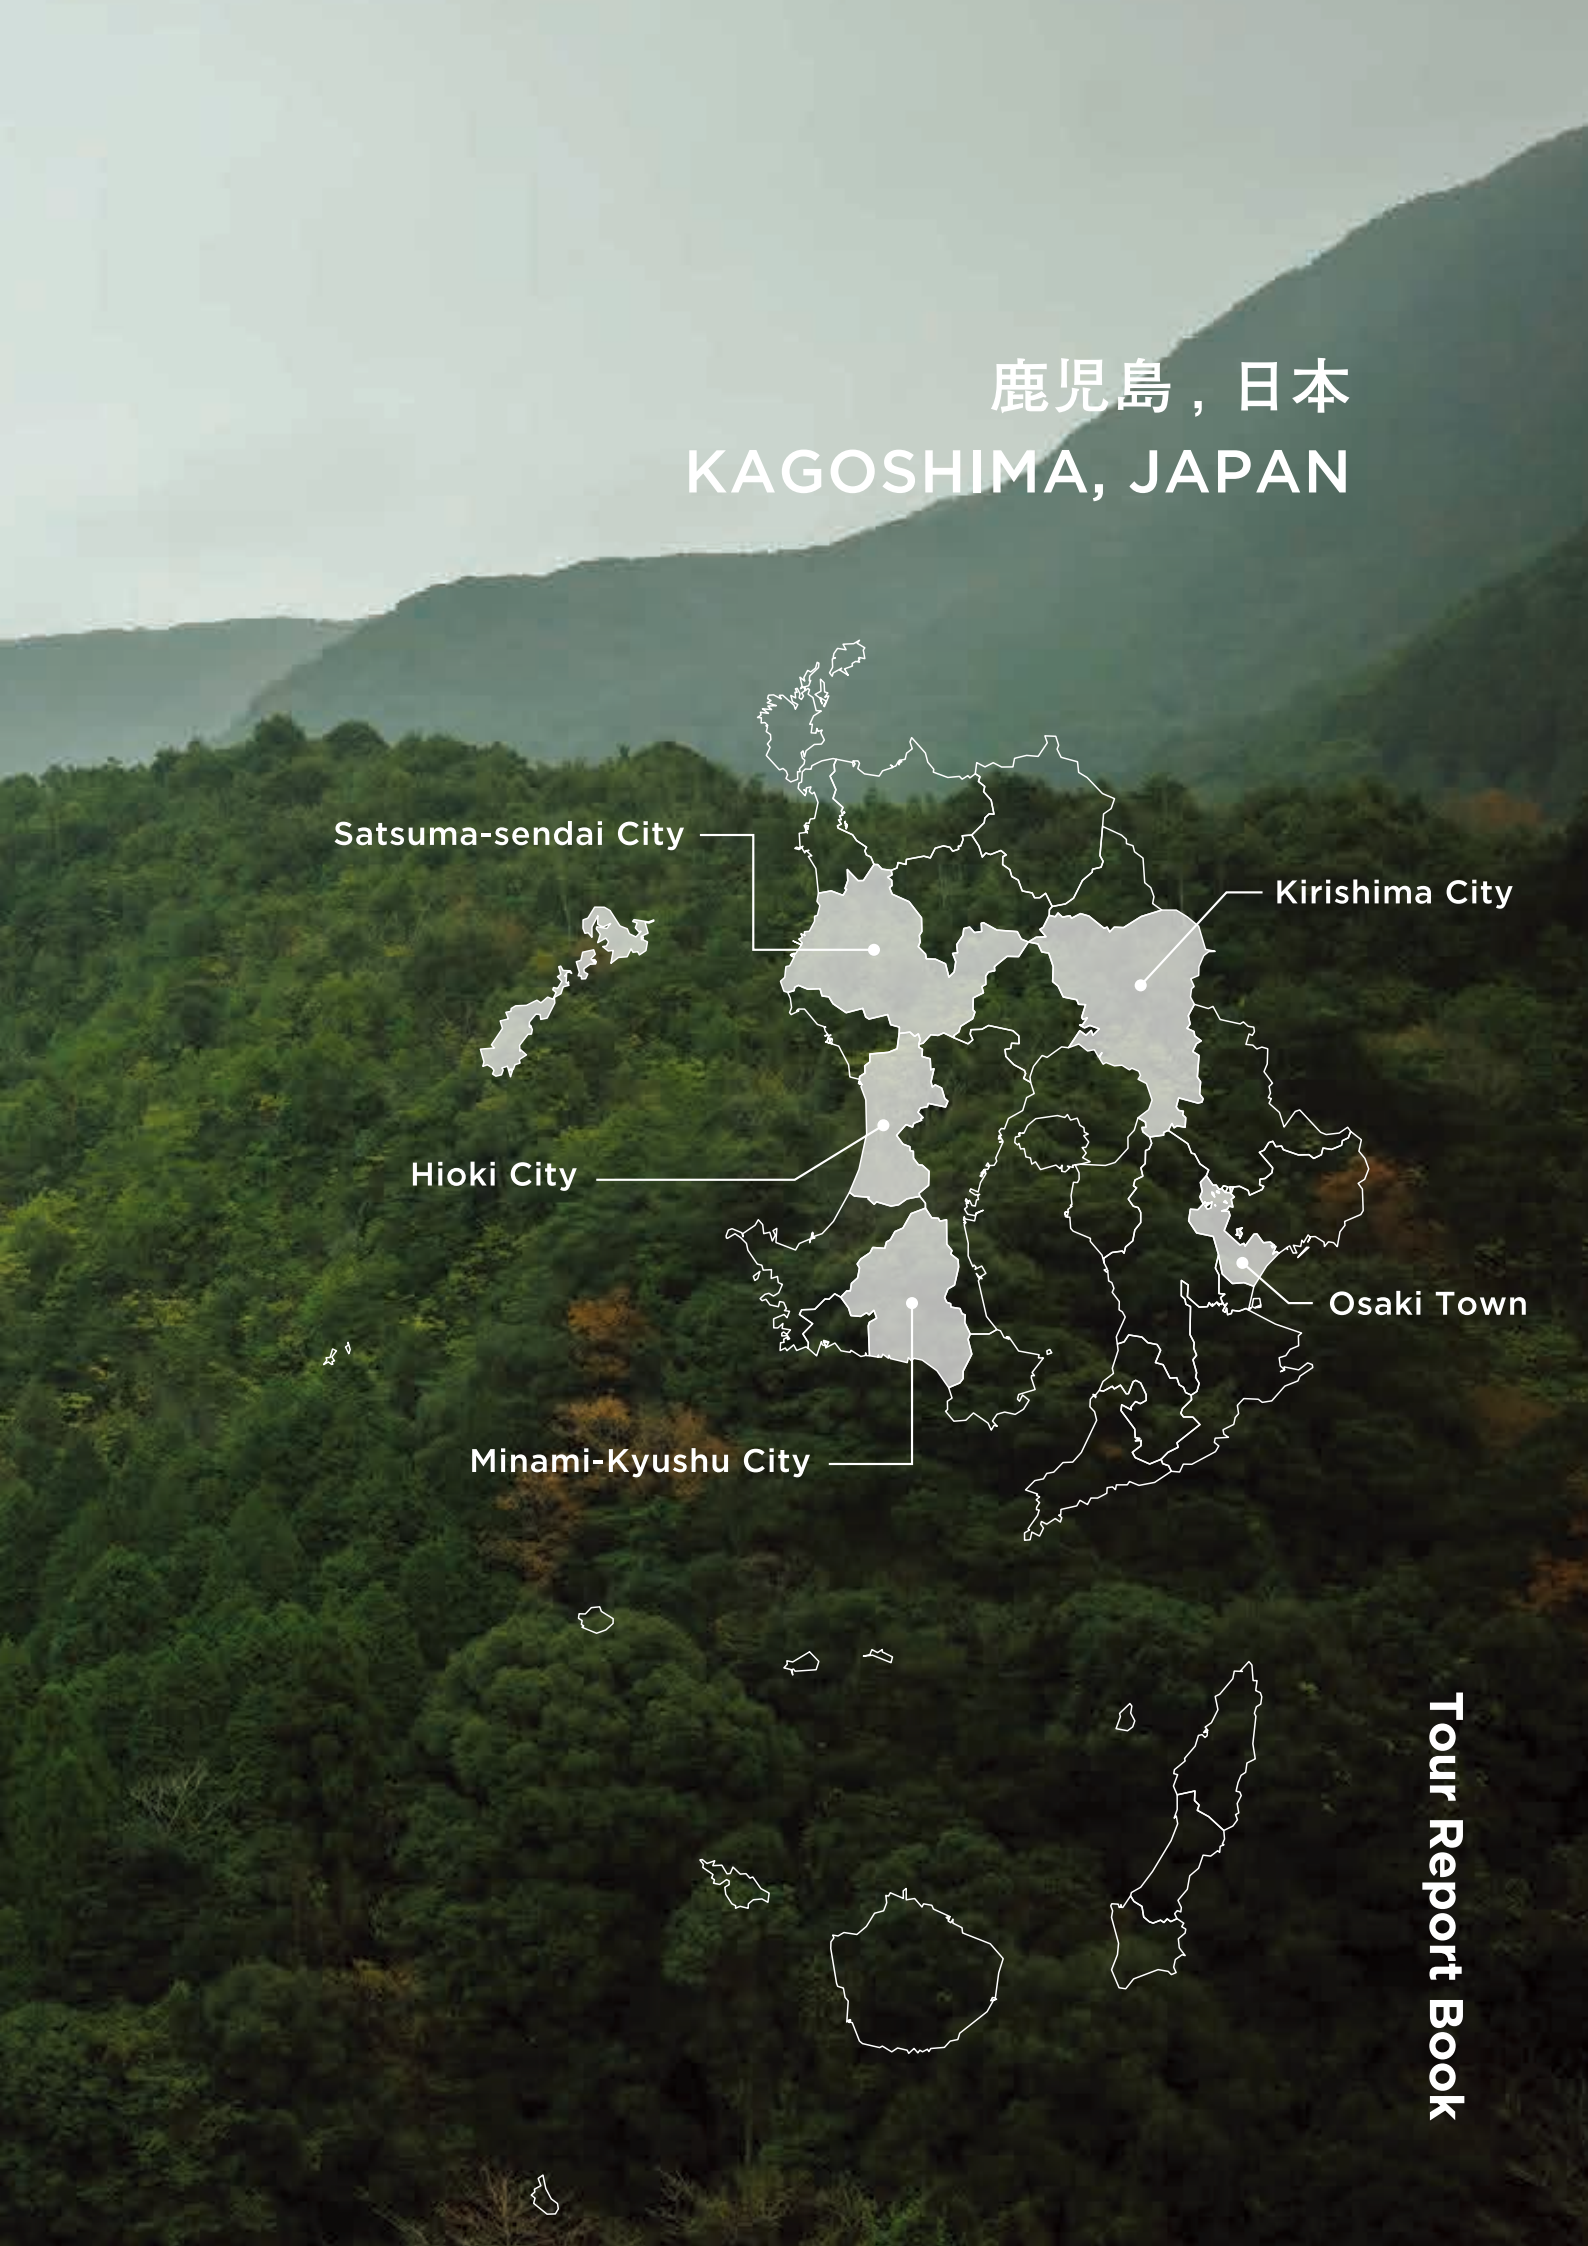 鹿児島 , 日本
KAGOSHIMA, JAPAN
Satsuma-sendai City
Kirishima City
Hioki City
Osaki Town
Minami-Kyushu City
Tour Report Book